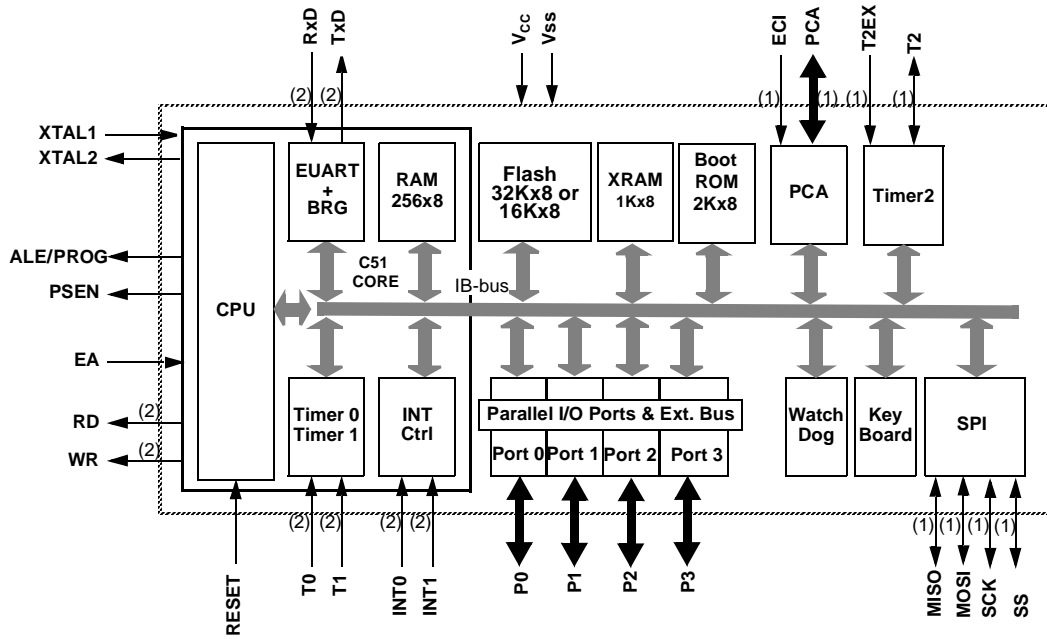 RxD
TxD
VCC
Vss
ECI
PCA
T2EX
T2
(2)
(2)
(1)
(1)
(1)
(1)
XTAL1
XTAL2
ALE/PROG
PSEN
EA
RD
(2)
WR
(2)
CPU
EUART
+
BRG
RAM
256x8
C51
CORE
IB-bus
Flash
32Kx8 or
16Kx8
XRAM
1Kx8
Boot
ROM
2Kx8
PCA
Timer2
Timer 0
Timer 1
INT
Ctrl
Parallel I/O Ports & Ext. Bus
Port 0
Port 1
Port 2
Port 3
Watch
Dog
Key
Board
SPI
(2)
(2)
(2)
(2)
(1)
(1)
(1)
(1)
RESET
T0
T1
INT0
INT1
P0
P1
P2
P3
MISO
MOSI
SCK
SS